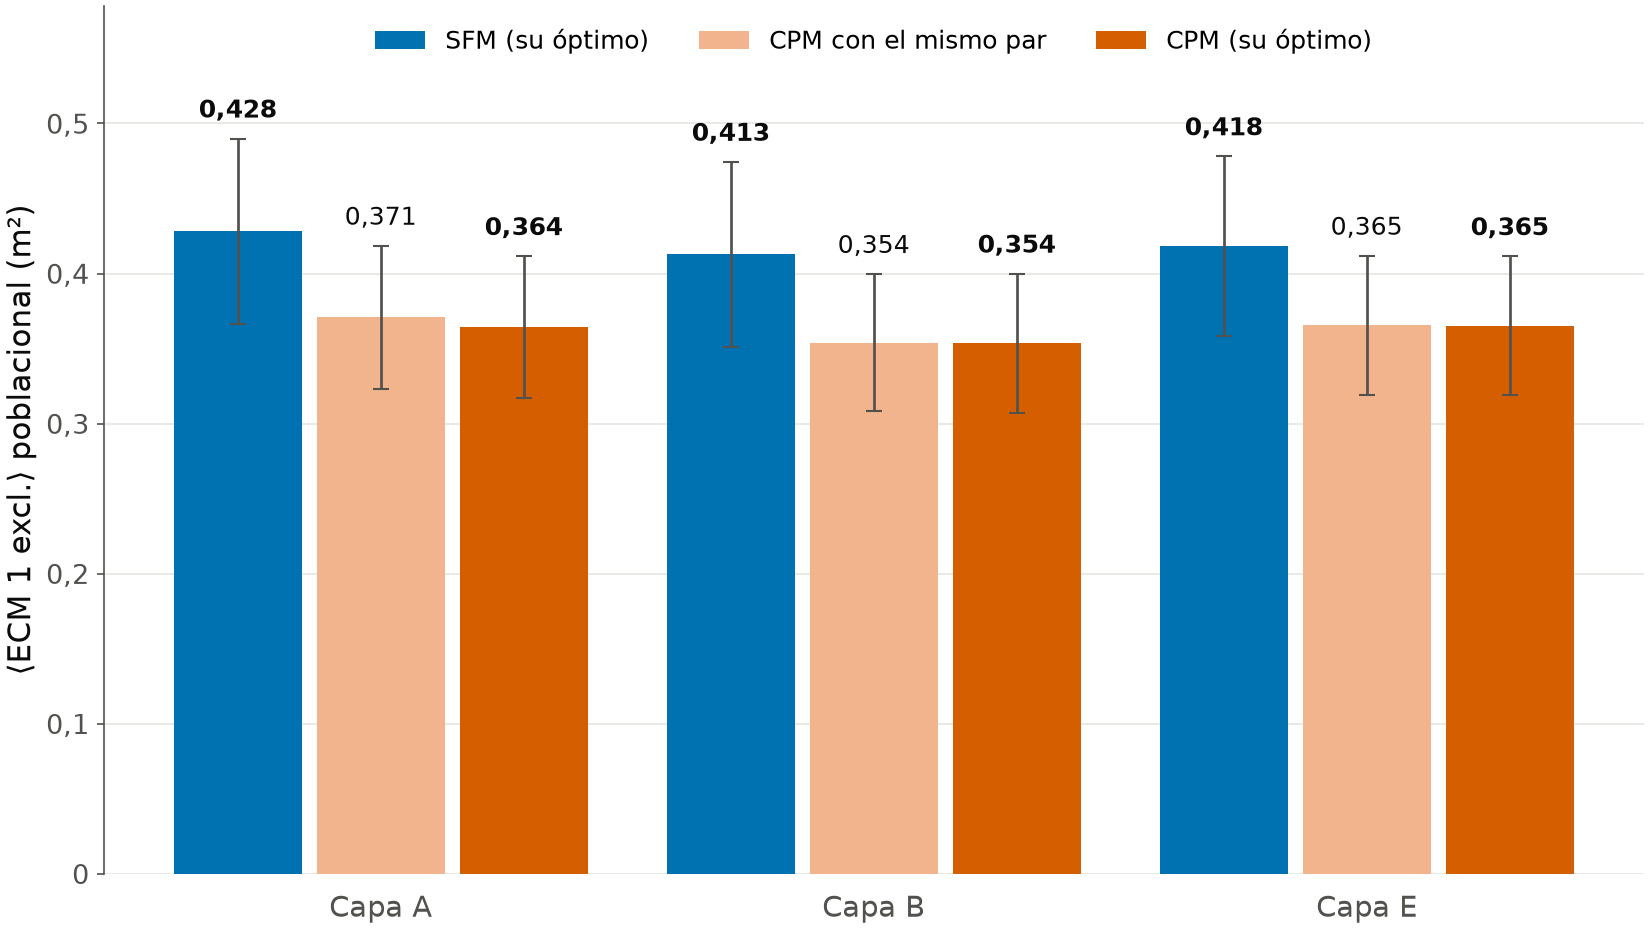 SFM (su óptimo)
CPM con el mismo par
CPM (su óptimo)
⟨ECM 1 excl.⟩ poblacional (m²)
0,5
0,4
0,3
0,2
0,1
0
0,428
0,371
0,364
0,413
0,354
0,354
0,418
0,365
0,365
Capa A
Capa B
Capa E